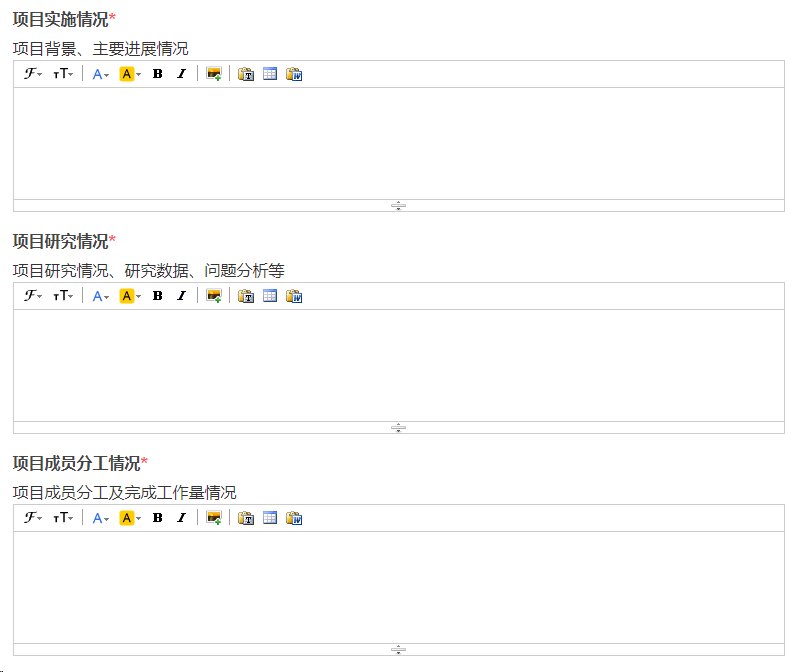 项目实施情况*
项目背景、主要进展情况
项目研究情况*
项目研究情况、研究数据、问题分析等
项目成员分工情况*
项目成员分工及完成工作量情况